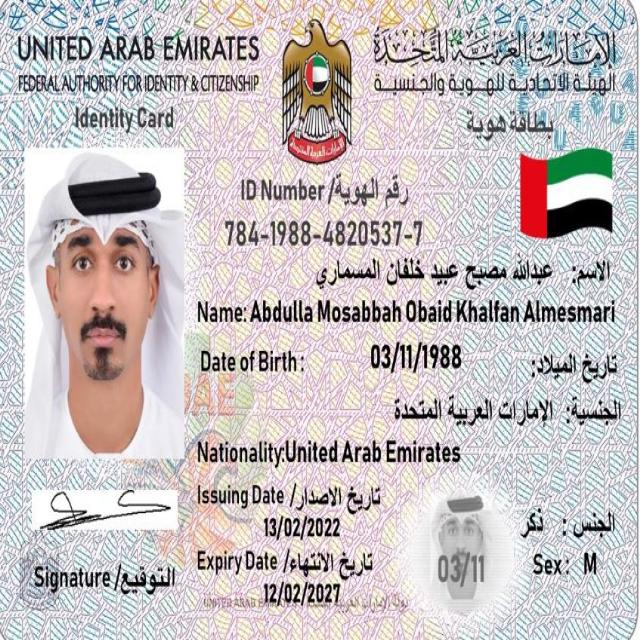 UNITED ARAB EMIRATES
الإمارات العربية المتحدة
FEDERAL AUTHORITY FOR IDENTITY & CITIZENSHIP
الهيئة الاتحادية للهوية والجنسية
Identity Card
بطاقة هوية
ID Number / رقم الهوية
784-1988-4820537-7
الاسم: عبدالله مصبح عبيد خلفان المسماري
Name: Abdulla Mosabbah Obaid Khalfan Almesmari
Date of Birth : 03/11/1988 تاريخ الميلاد:
الجنسية: الإمارات العربية المتحدة
Nationality:United Arab Emirates
Issuing Date / تاريخ الاصدار
13/02/2022
الجنس : ذكر
Expiry Date / تاريخ الانتهاء
12/02/2027
03/11
Sex: M
Signature / التوقيع